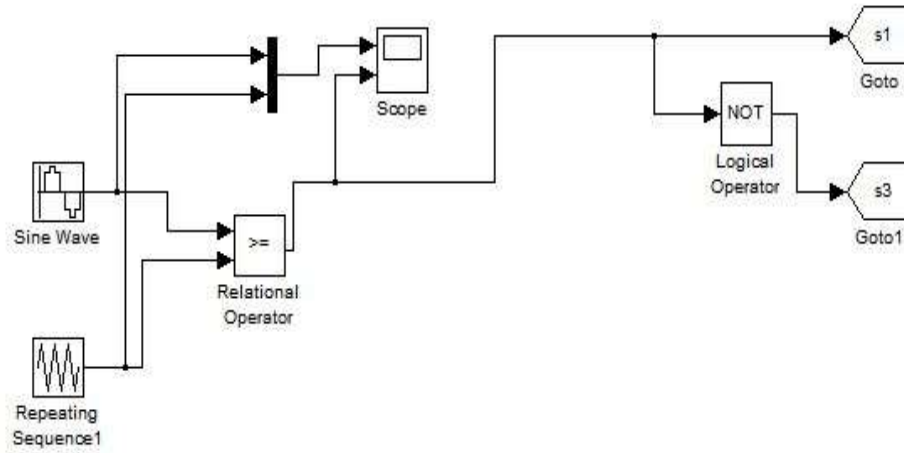 s1
Goto
Scope
NOT
Logical
Operator
s3
Goto1
Sine Wave
>=
Relational
Operator
Repeating
Sequence1